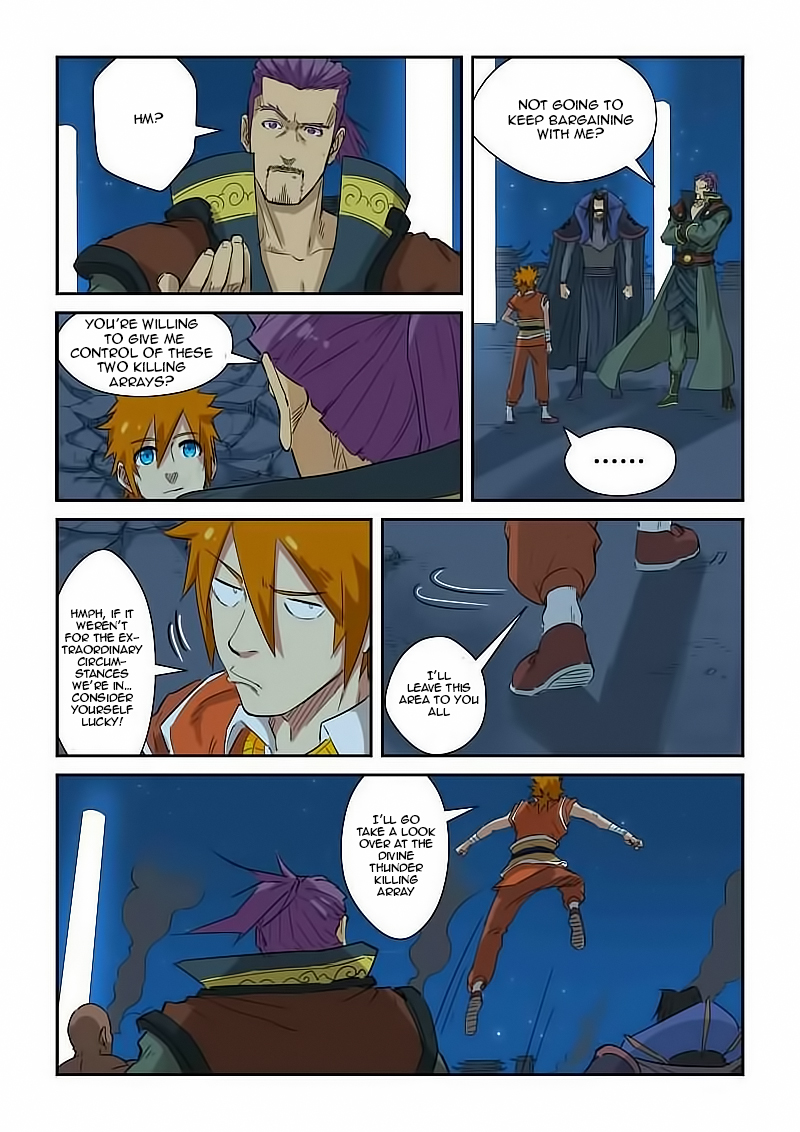 HM?
NOT GOING TO
KEEP BARGAINING
WITH ME?
YOU'RE WILLING
TO GIVE ME
CONTROL OF THESE
TWO KILLING
ARRAYS?
......
HMPH, IF IT
WEREN'T
FOR THE EX-
TRAORDINARY
CIRCUM-
STANCES
WE'RE IN...
CONSIDER
YOURSELF
LUCKY!
I'LL
LEAVE THIS
AREA TO YOU
ALL
I'LL GO
TAKE A LOOK
OVER AT THE
DIVINE
THUNDER
KILLING
ARRAY